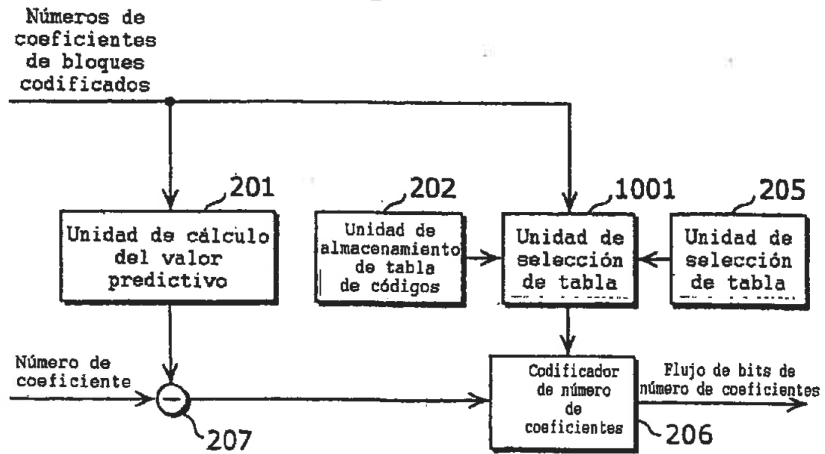 Números de
coeficientes
de bloques
codificados
201
202
1001
205
Unidad de cálculo
del valor
predictivo
Unidad de
almacenamiento
de tabla
de códigos
Unidad de
selección
de tabla
Unidad de
selección
de tabla
Número de
coeficiente
207
Codificador
de número
de
coeficientes
206
Flujo de bits de
número de coeficientes